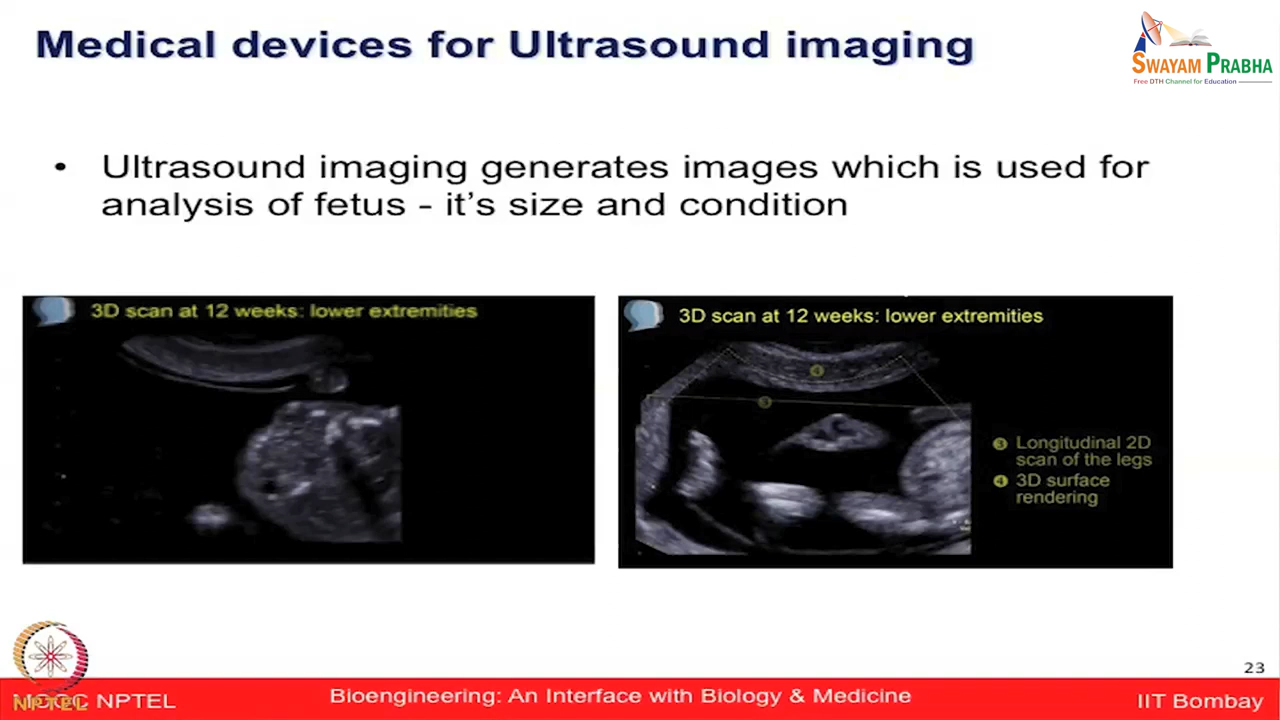 Medical devices for Ultrasound imaging
SWAYAM PRABHA
Free DTH Channel for Education
• Ultrasound imaging generates images which is used for
analysis of fetus - it's size and condition
3D scan at 12 weeks: lower extremities
3D scan at 12 weeks: lower extremities
4
3
3 Longitudinal 2D
scan of the legs
4 3D surface
rendering
23
MOOC NPTEL
NPTEL
Bioengineering: An Interface with Biology & Medicine
IIT Bombay